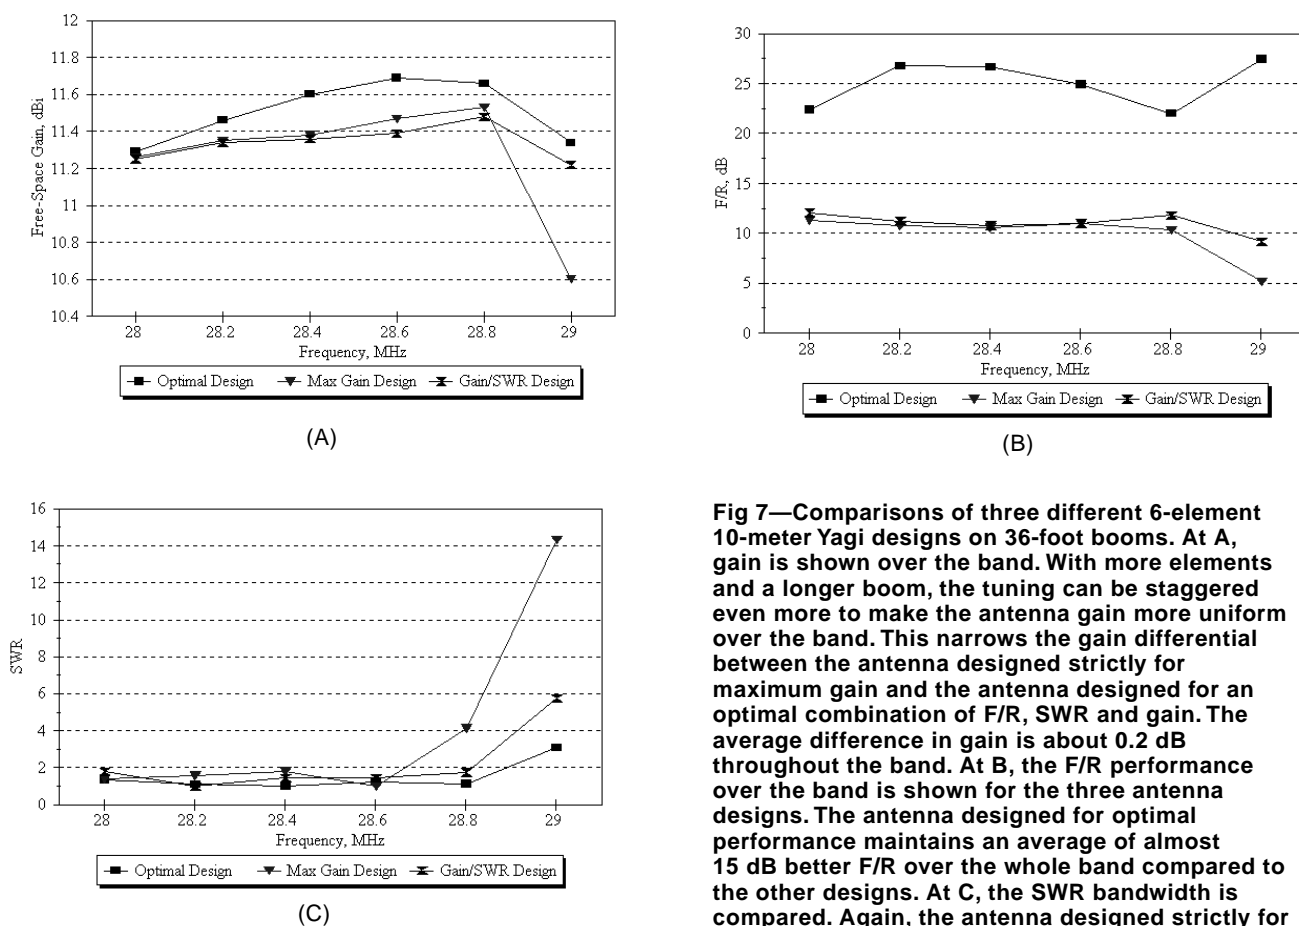 12
11.8
11.6
11.4
11.2
11
10.8
10.6
10.4
Free-Space Gain, dBi
28 28.2 28.4 28.6 28.8 29
Frequency, MHz
Optimal Design Max Gain Design Gain/SWR Design
(A)
30
25
20
15
10
5
0
F/R, dB
28 28.2 28.4 28.6 28.8 29
Frequency, MHz
Optimal Design Max Gain Design Gain/SWR Design
(B)
16
14
12
10
8
6
4
2
0
SWR
28 28.2 28.4 28.6 28.8 29
Frequency, MHz
Optimal Design Max Gain Design Gain/SWR Design
(C)
Fig 7—Comparisons of three different 6-element
10-meter Yagi designs on 36-foot booms. At A,
gain is shown over the band. With more elements
and a longer boom, the tuning can be staggered
even more to make the antenna gain more uniform
over the band. This narrows the gain differential
between the antenna designed strictly for
maximum gain and the antenna designed for an
optimal combination of F/R, SWR and gain. The
average difference in gain is about 0.2 dB
throughout the band. At B, the F/R performance
over the band is shown for the three antenna
designs. The antenna designed for optimal
performance maintains an average of almost
15 dB better F/R over the whole band compared to
the other designs. At C, the SWR bandwidth is
compared. Again, the antenna designed strictly for